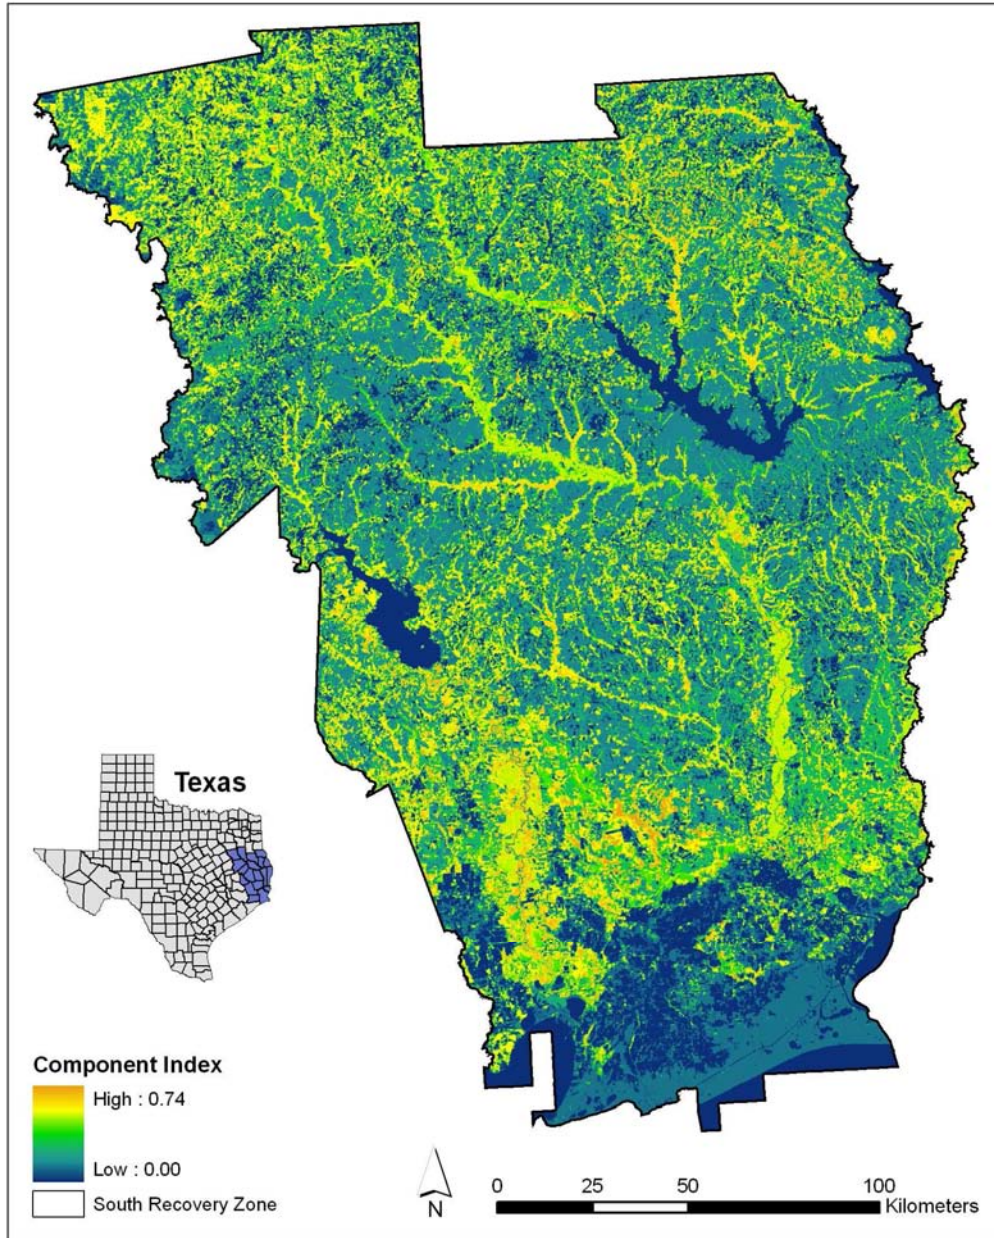 Texas
Component Index
High : 0.74
Low : 0.00
South Recovery Zone
N
0 25 50 100
Kilometers